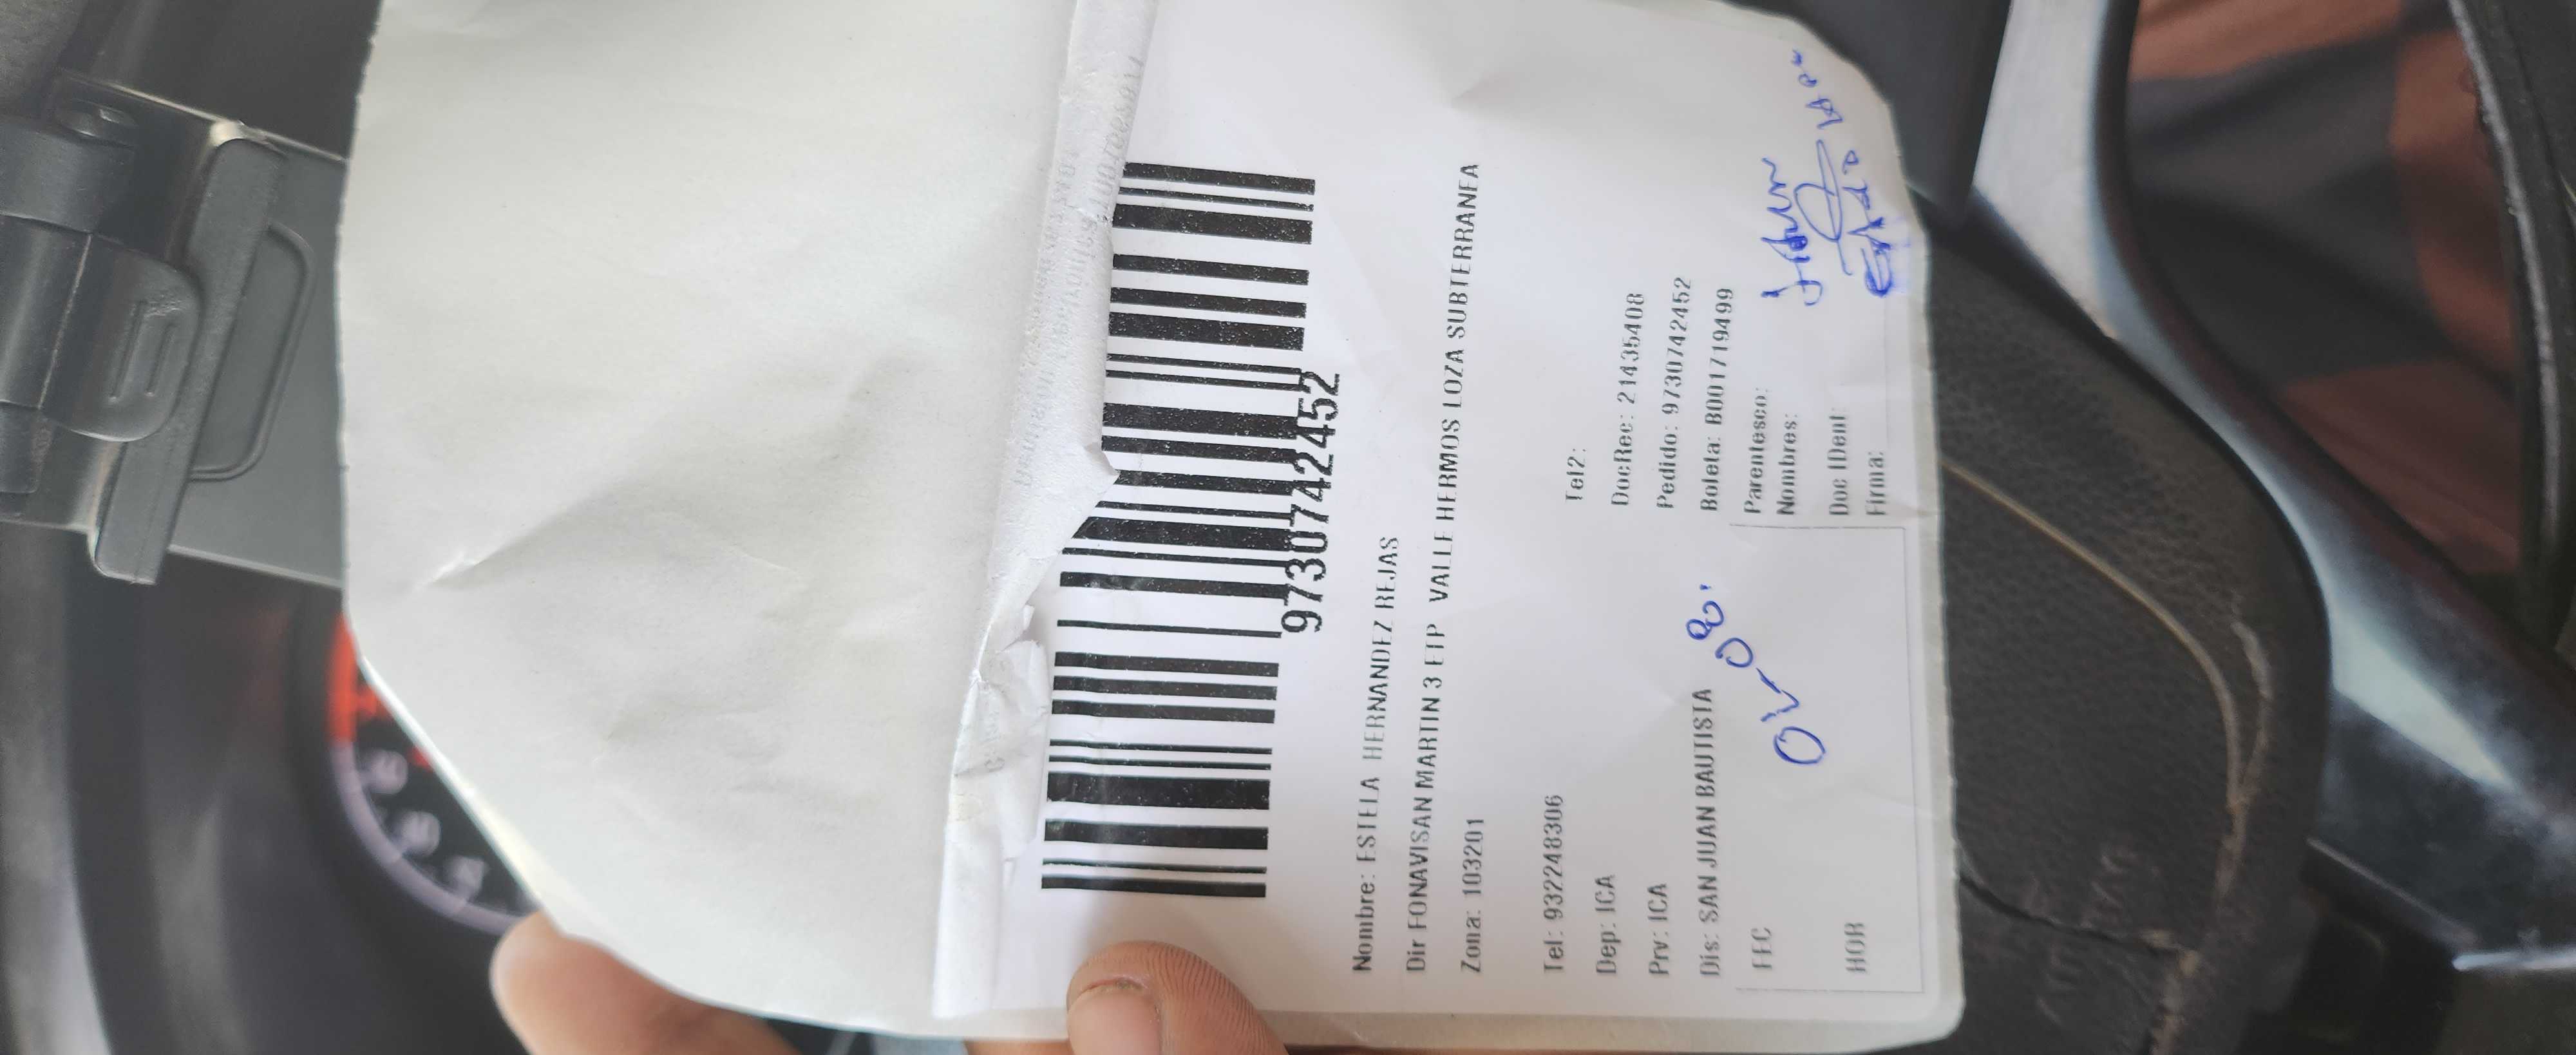 9730742452
Nombre: ESTELA HERNANDEZ REJAS
Dir FONAVISAN MARTIN 3 ETP VALLE HERMOS LOZA SUBTERRANEA
Zona: 103201
Tel: 932248306 Tel2:
Dep: ICA DocRec: 21435408
Prv: ICA Pedido: 9730742452
Dis: SAN JUAN BAUTISTA Boleta: B001719499
FEC Parentesco:
Nombres:
HOR Doc IDent:
Firma: